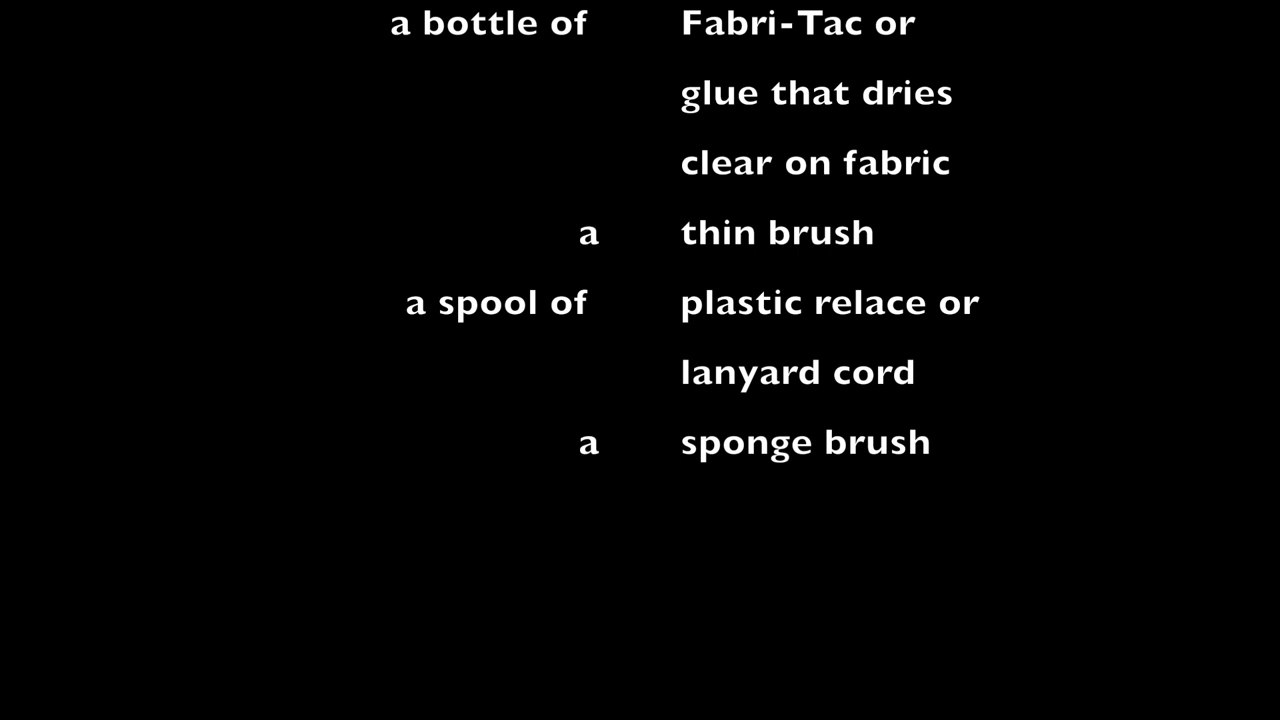 a bottle of Fabri-Tac or
glue that dries
clear on fabric
a thin brush
a spool of plastic relace or
lanyard cord
a sponge brush